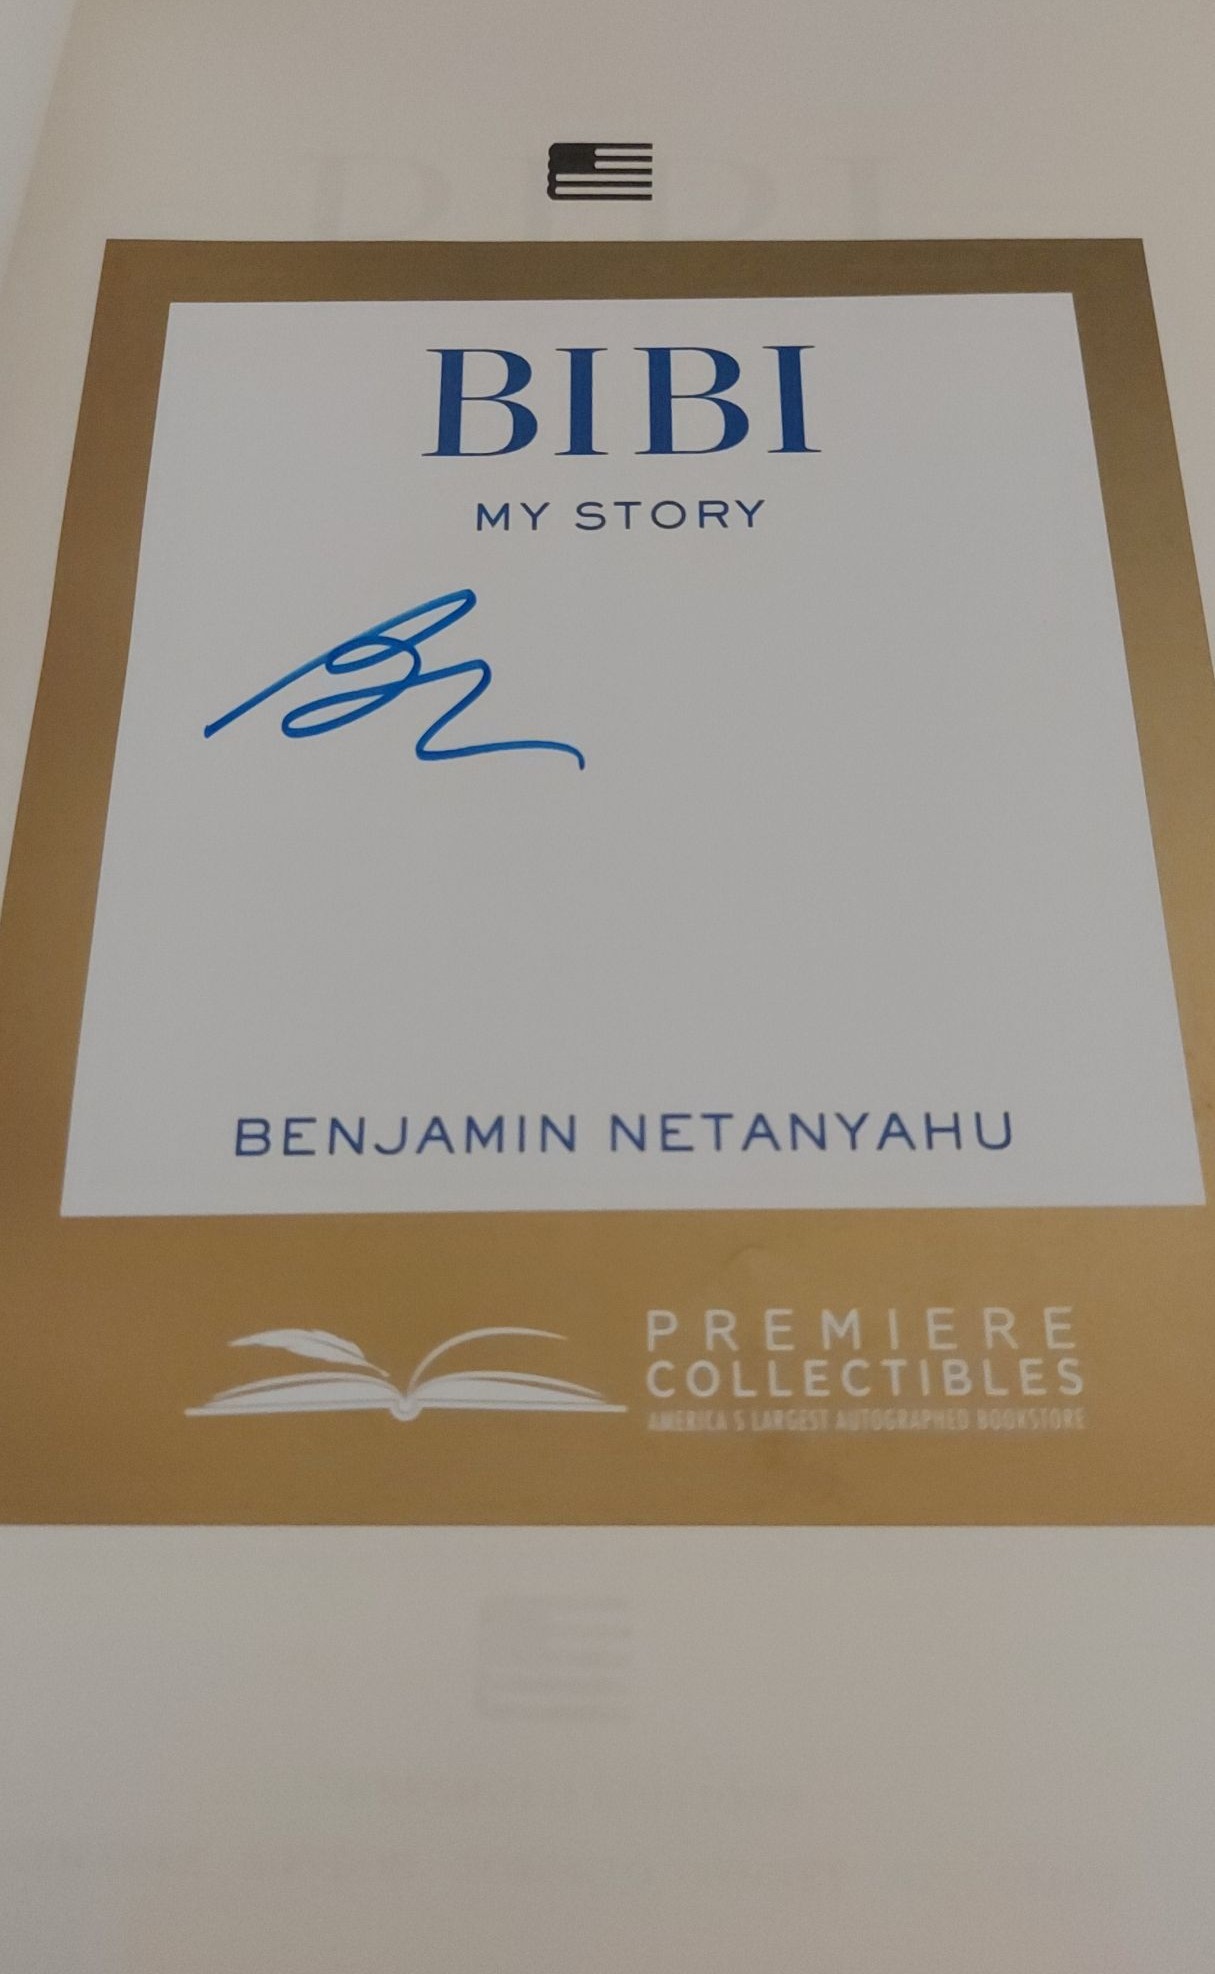 BIBI
MY STORY
BENJAMIN NETANYAHU
PREMIERE
COLLECTIBLES
AMERICA'S LARGEST AUTOGRAPHED BOOKSTORE